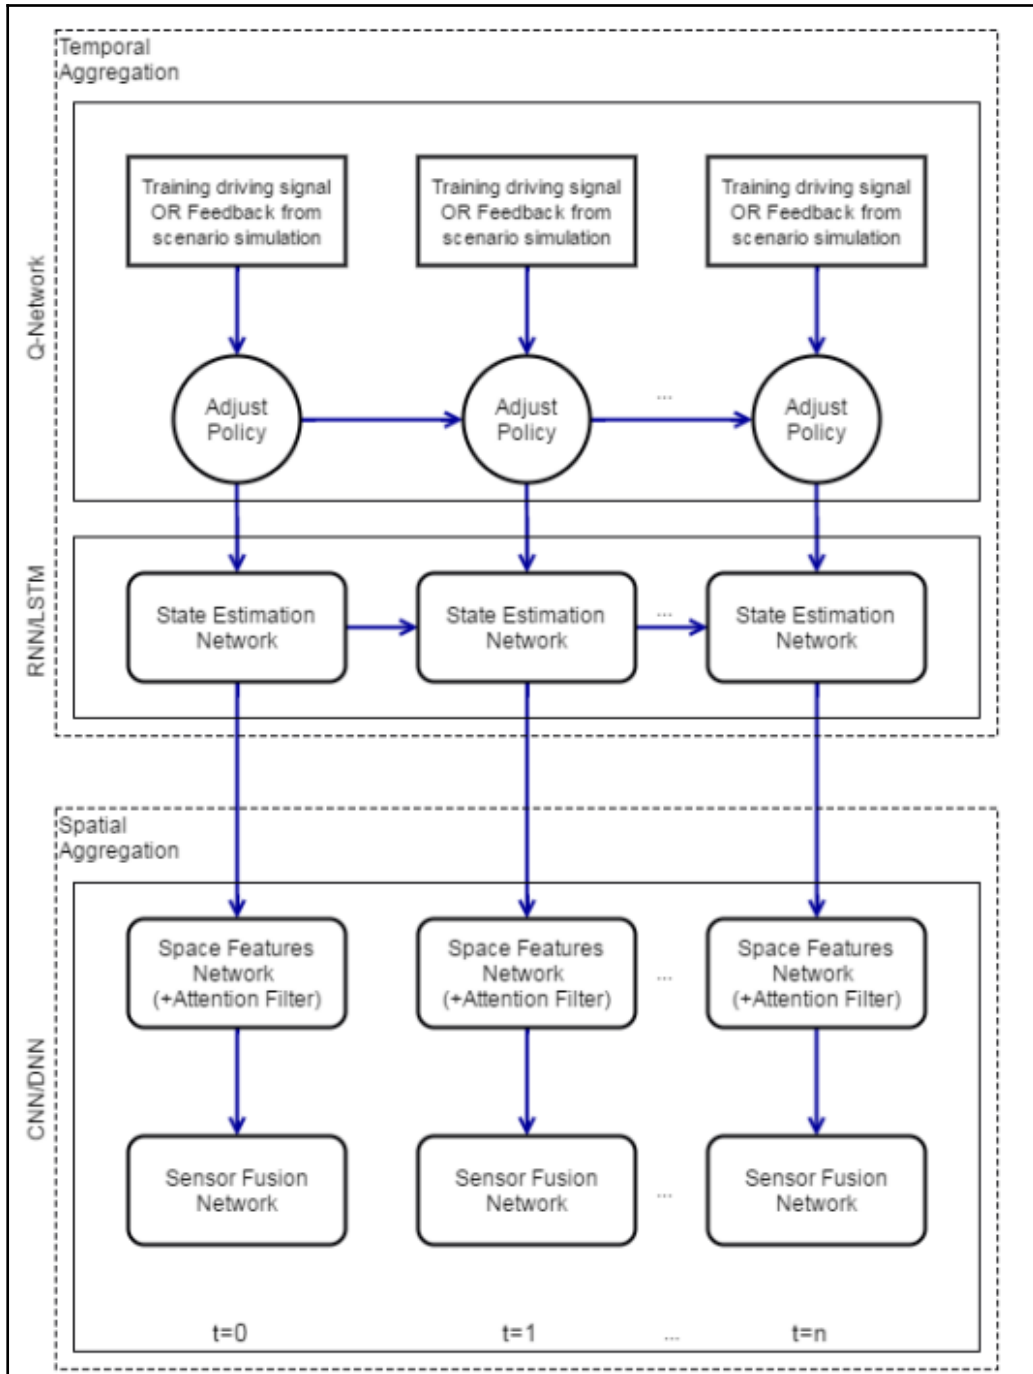 Temporal
Aggregation
Q-Network
Training driving signal
OR Feedback from
scenario simulation
Training driving signal
OR Feedback from
scenario simulation
Training driving signal
OR Feedback from
scenario simulation
Adjust
Policy
Adjust
Policy
...
Adjust
Policy
RNN/LSTM
State Estimation
Network
State Estimation
Network
...
State Estimation
Network
Spatial
Aggregation
CNN/DNN
Space Features
Network
(+Attention Filter)
Space Features
Network
(+Attention Filter)
...
Space Features
Network
(+Attention Filter)
Sensor Fusion
Network
Sensor Fusion
Network
...
Sensor Fusion
Network
t=0
t=1
...
t=n